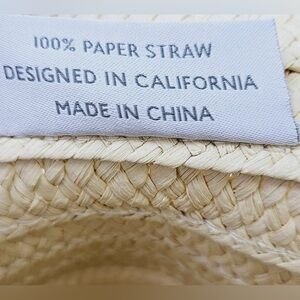 100% PAPER STRAW
DESIGNED IN CALIFORNIA
MADE IN CHINA